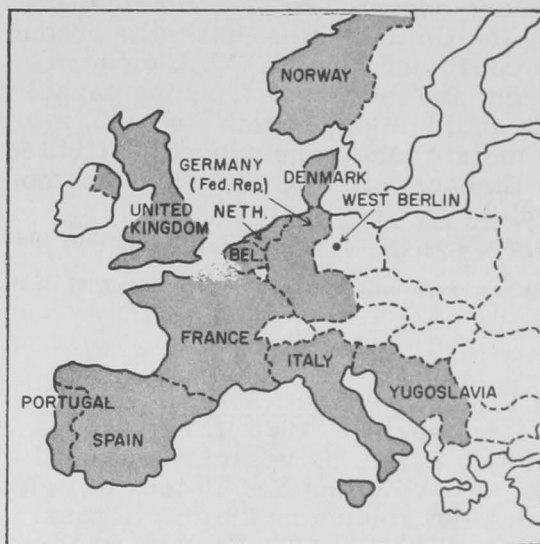 NORWAY
GERMANY
(Fed. Rep.)
DENMARK
WEST BERLIN
UNITED
KINGDOM
NETH.
BEL.
FRANCE
ITALY
YUGOSLAVIA
PORTUGAL
SPAIN